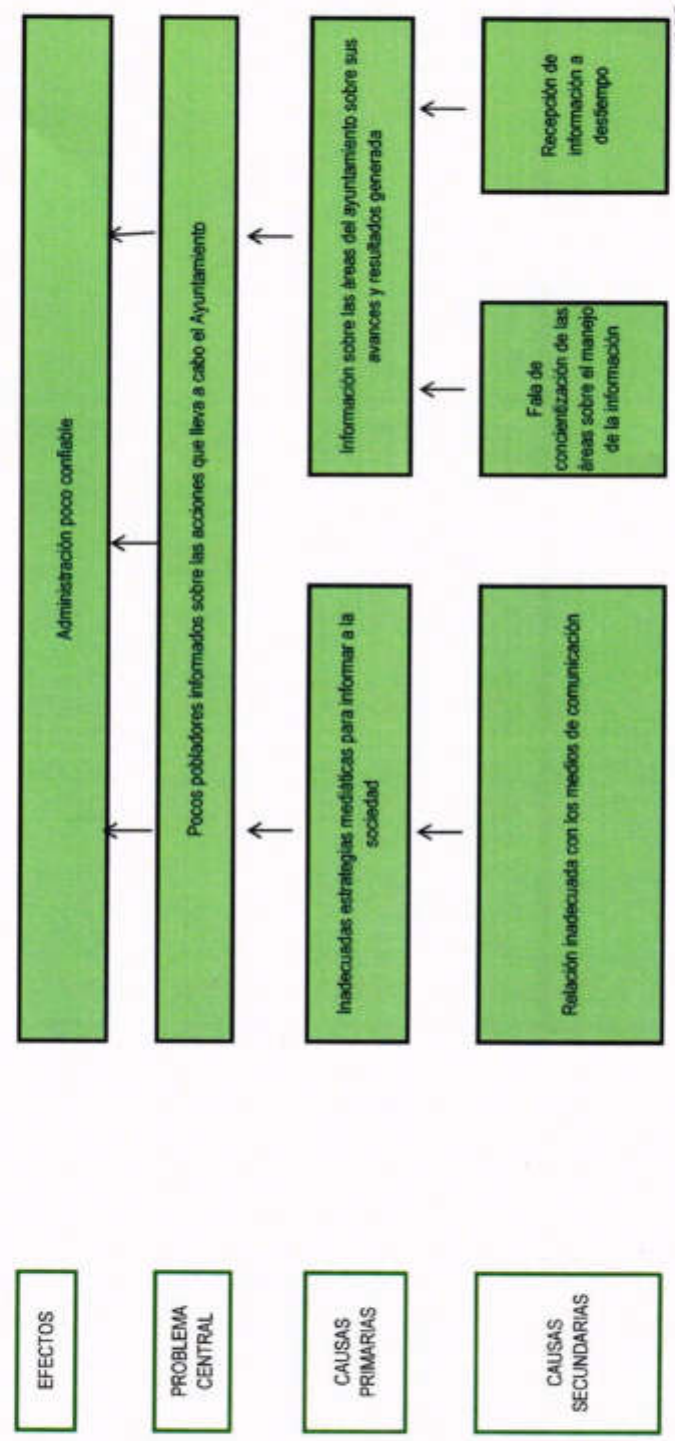 EFECTOS
Administración poco confiable
PROBLEMA
CENTRAL
Pocos pobladores informados sobre las acciones que lleva a cabo el Ayuntamiento
CAUSAS
PRIMARIAS
Inadecuadas estrategias mediáticas para informar a la
sociedad
Información sobre las áreas del ayuntamiento sobre sus
avances y resultados generada
CAUSAS
SECUNDARIAS
Relación inadecuada con los medios de comunicación
Fala de
concientización de las
áreas sobre el manejo
de la información
Recepción de
información a
destiempo